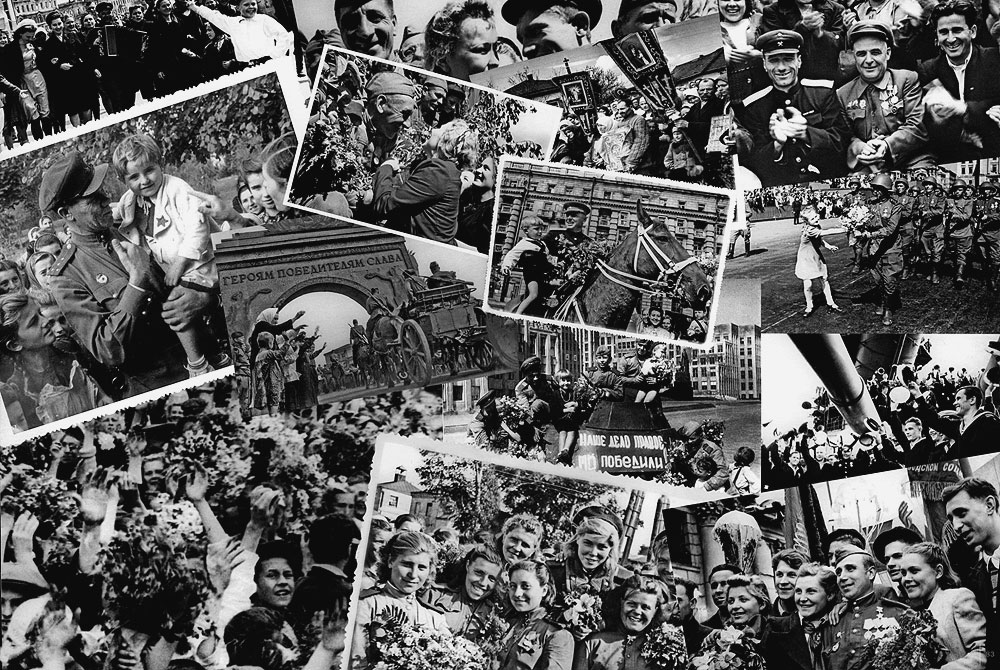 ГЕРОЯМ ПОБЕДИТЕЛЯМ СЛАВА
НАШЕ ДЕЛО ПРАВОЕ
МЫ ПОБЕДИЛИ